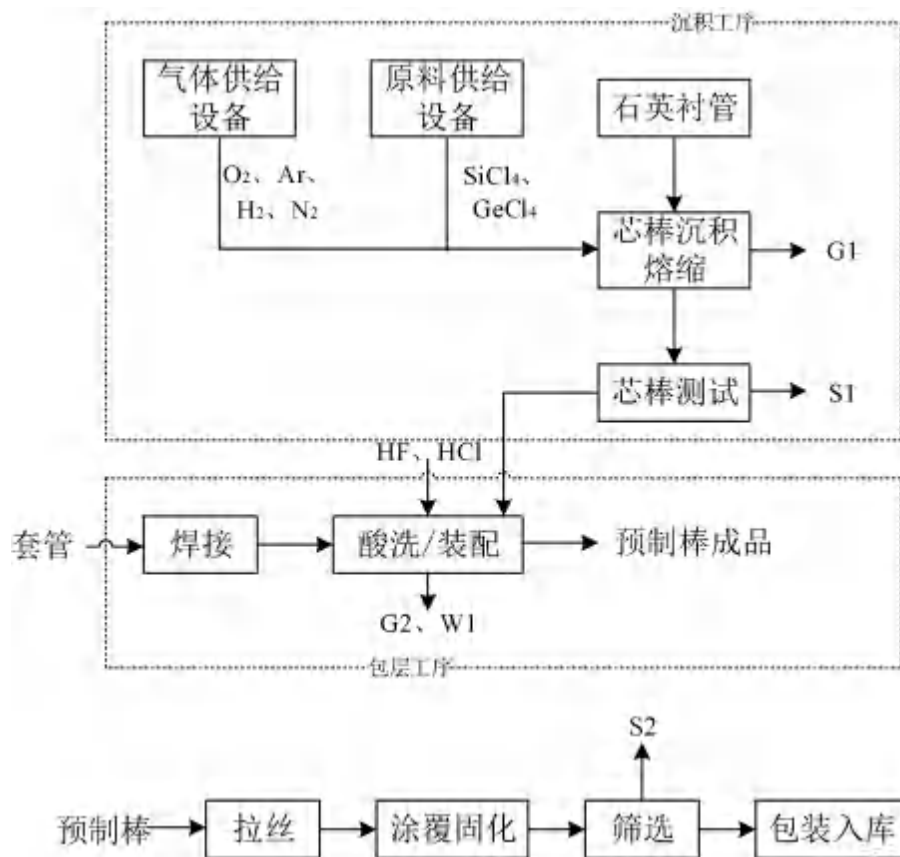 沉积工序
气体供给
设备
原料供给
设备
石英衬管
O₂、Ar、
H₂、N₂
SiCl₄、
GeCl₄
芯棒沉积
熔缩
G1
芯棒测试
S1
HF、HCl
套管
焊接
酸洗/装配
预制棒成品
G2、W1
包层工序
S2
预制棒
拉丝
涂覆固化
筛选
包装入库